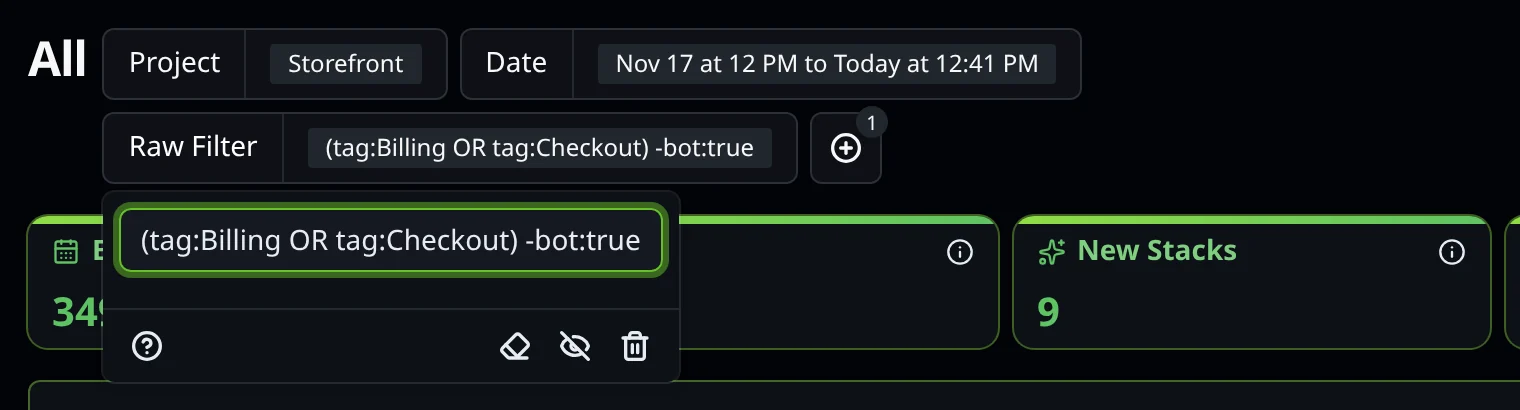 All
Project Storefront
Date Nov 17 at 12 PM to Today at 12:41 PM
Raw Filter (tag:Billing OR tag:Checkout) -bot:true
1
(tag:Billing OR tag:Checkout) -bot:true
New Stacks
9